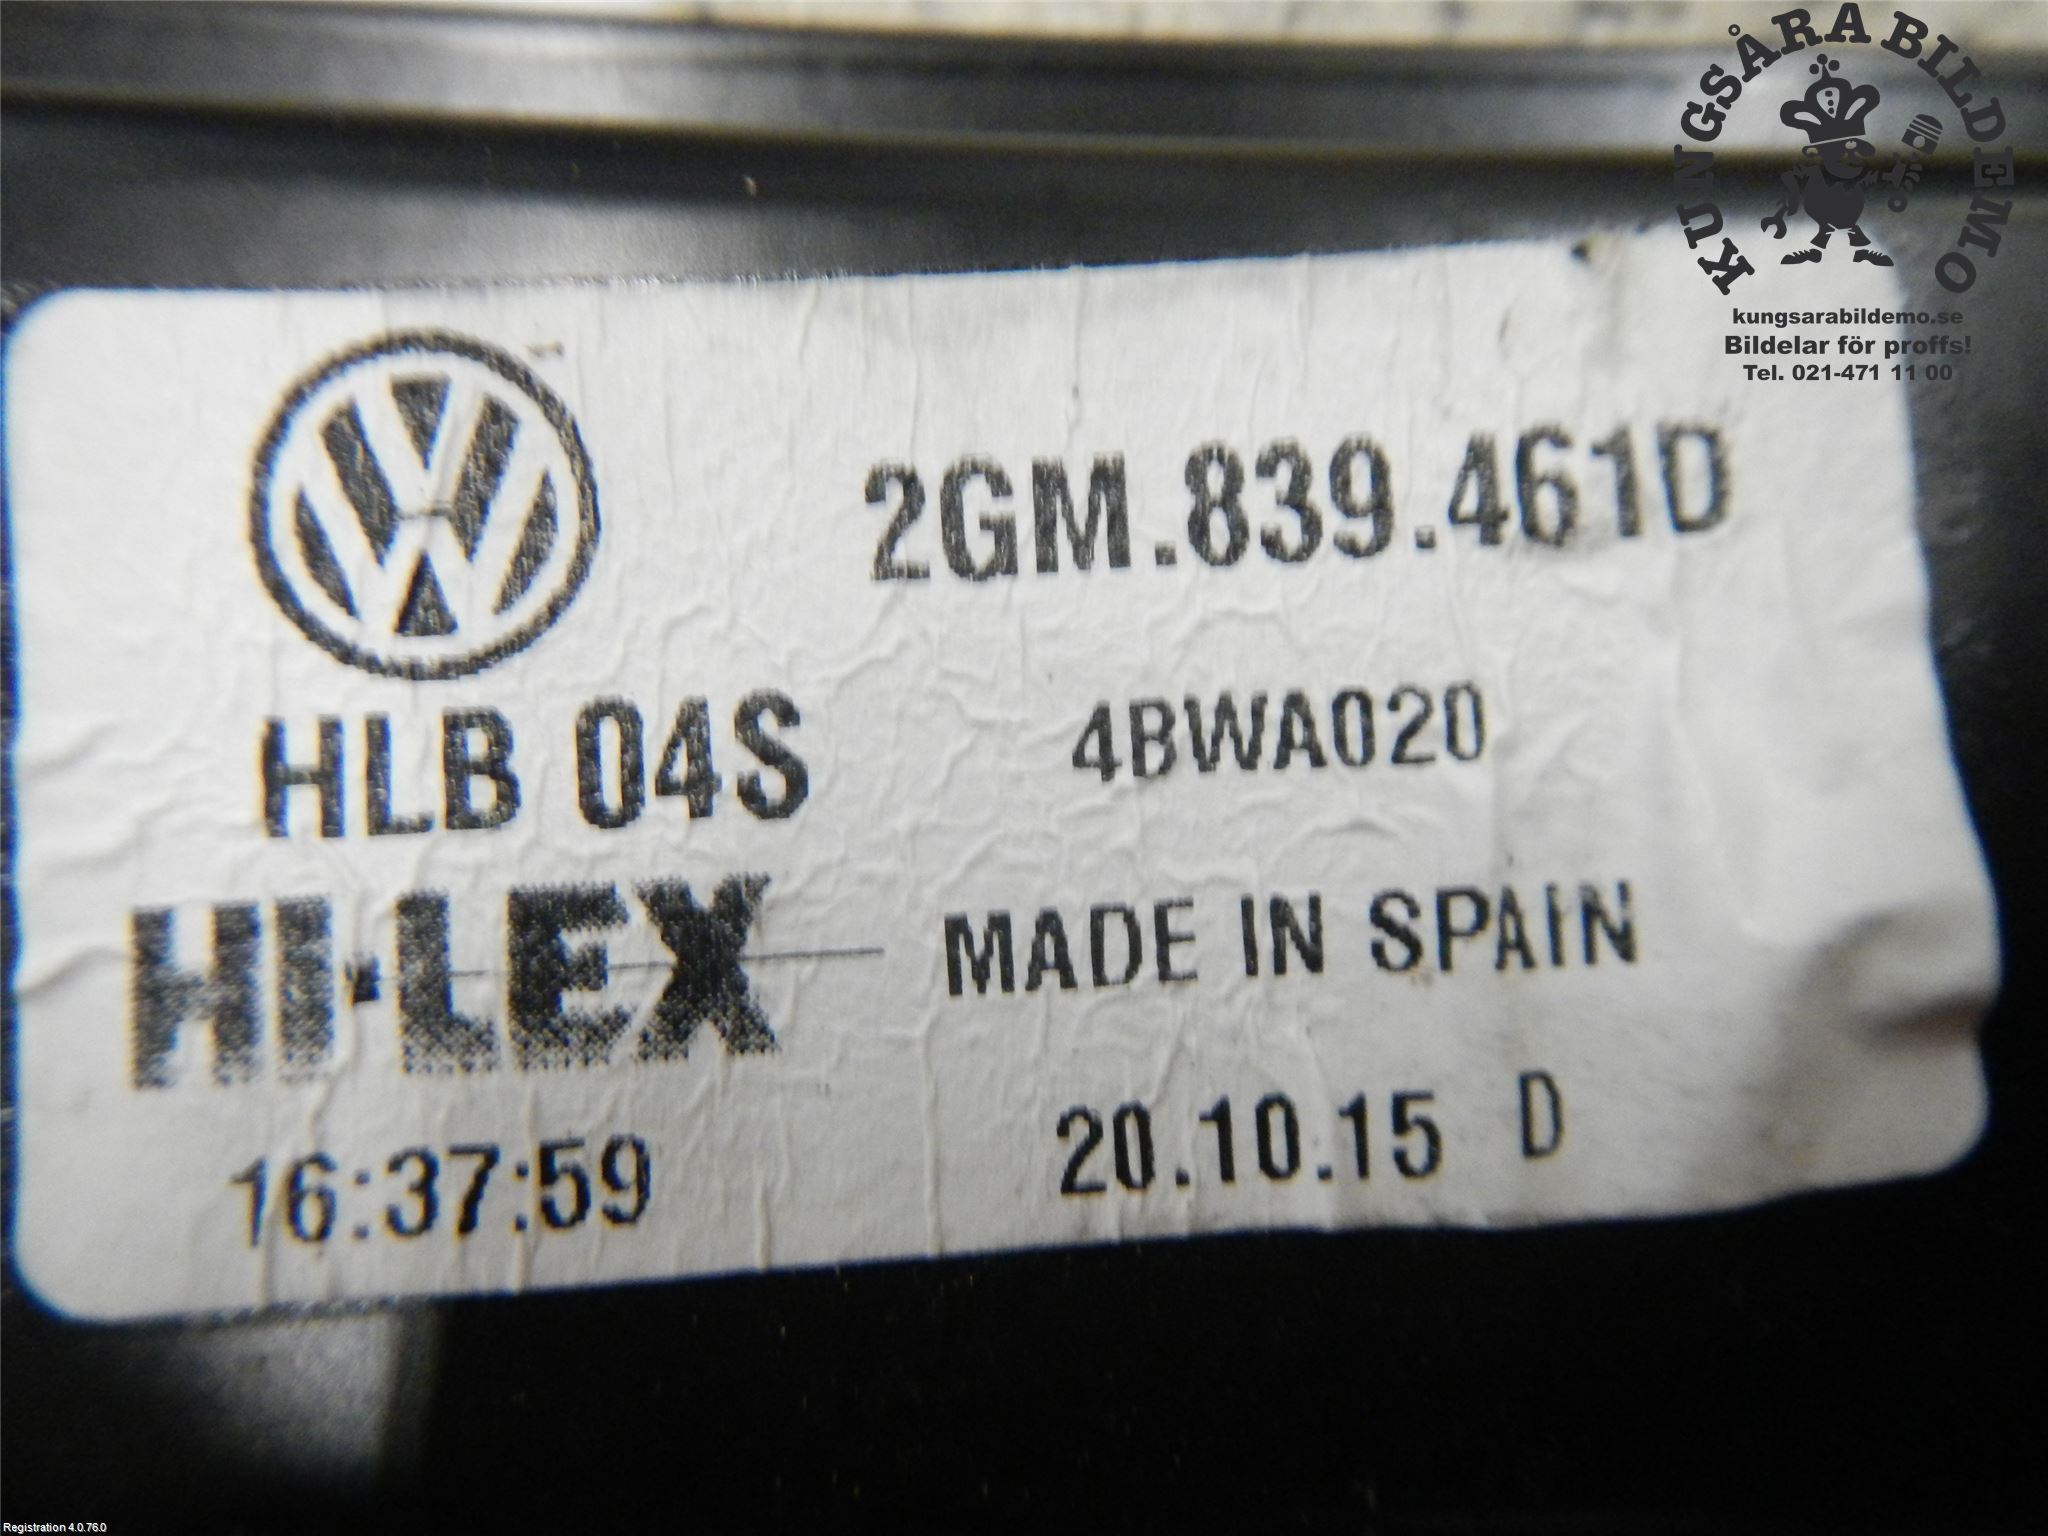 KUNGSÅRA BILDEMO
kungsarabildemo.se
Bildelar för proffs!
Tel. 021-471 11 00
2GM.839.461D
HLB 04S
4BWA020
HI-LEX
MADE IN SPAIN
16:37:59
20.10.15 D
Registration 4.0.76.0